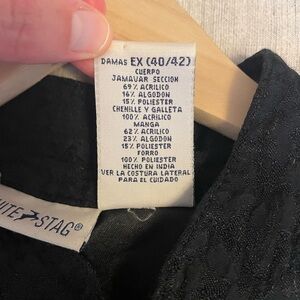 DAMAS EX (40/42)
CUERPO
JAMAVAR SECCION
69% ACRILICO
16% ALGODON
15% POLIESTER
CHENILLE Y GALLETA
100% ACRILICO
MANGA
62% ACRILICO
23% ALGODON
15% POLIESTER
FORRO
100% POLIESTER
HECHO EN INDIA
VER LA COSTURA LATERAL
PARA EL CUIDADO
ITE STAG®